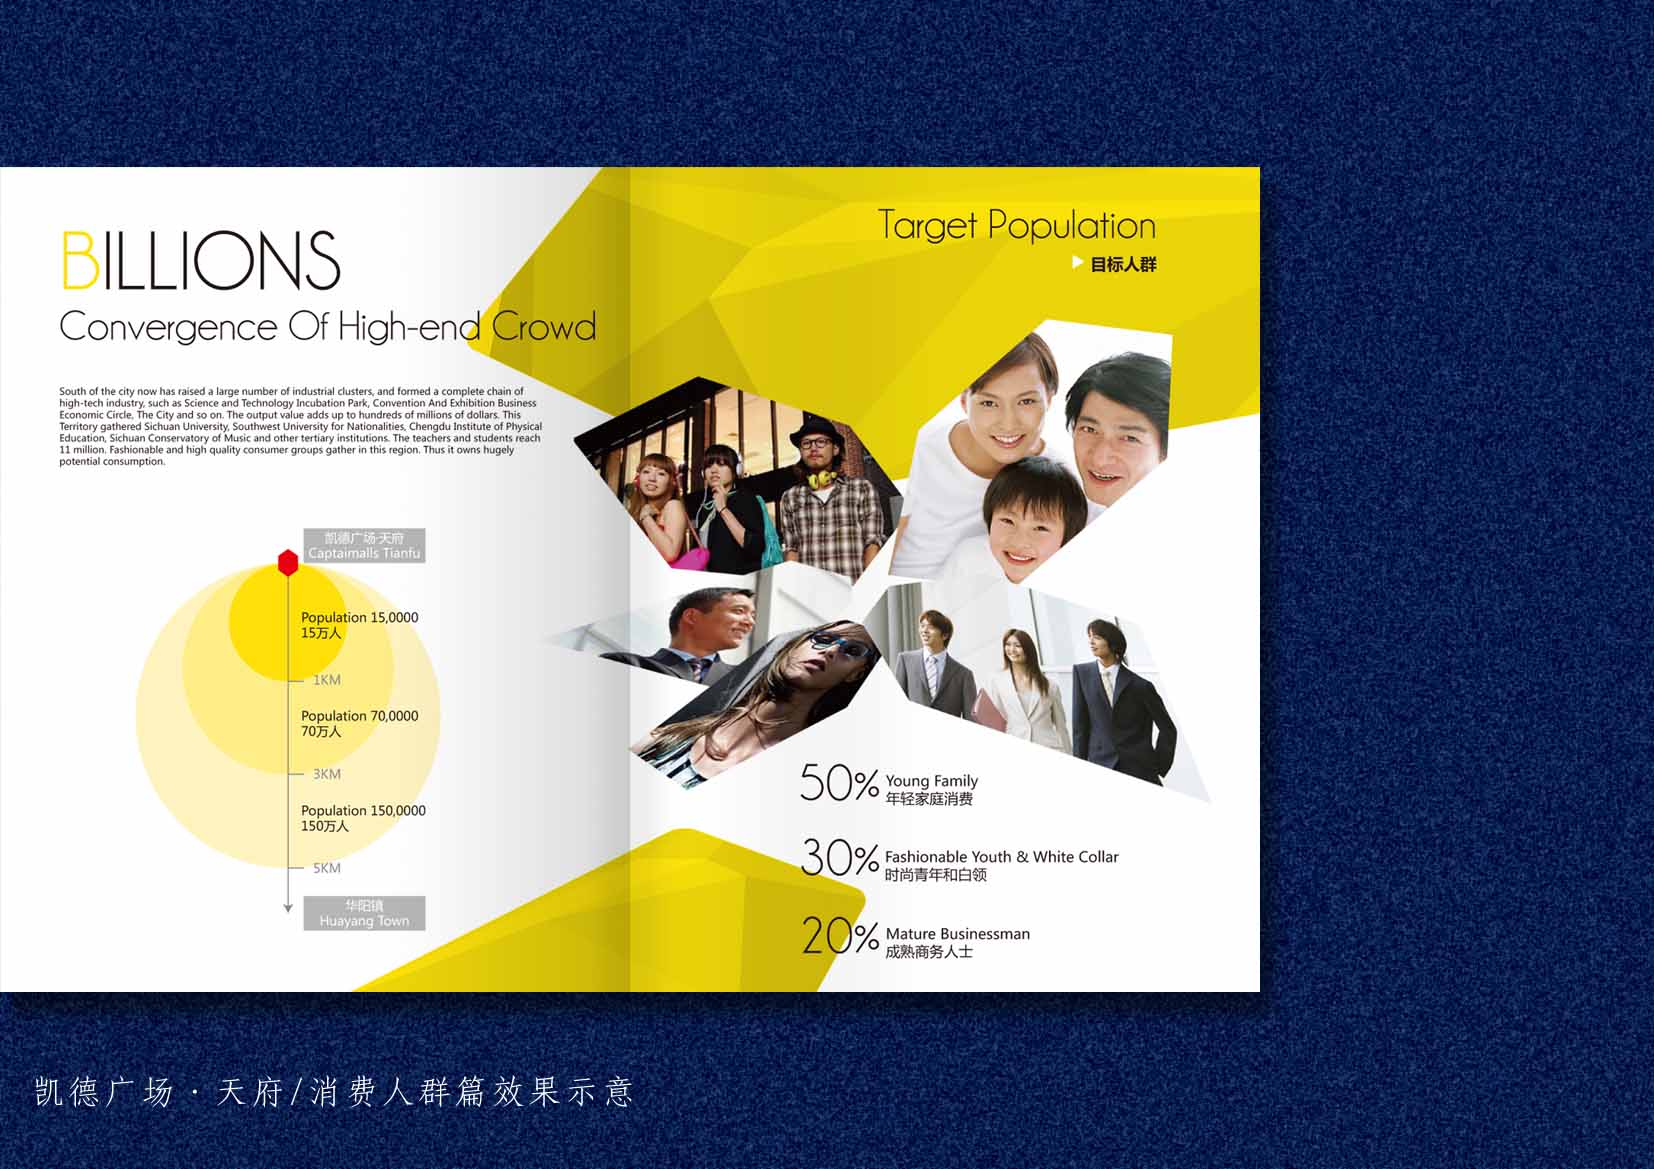 BILLIONS
Convergence Of High-end Crowd
South of the city now has raised a large number of industrial clusters, and formed a complete chain of
high-tech industry, such as Science and Technology Incubation Park, Convention And Exhibition Business
Economic Circle, The City and so on. The output value adds up to hundreds of millions of dollars. This
Territory gathered Sichuan University, Southwest University for Nationalities, Chengdu Institute of Physical
Education, Sichuan Conservatory of Music and other tertiary institutions. The teachers and students reach
11 million. Fashionable and high quality consumer groups gather in this region. Thus it owns hugely
potential consumption.
凯德广场·天府
Captaimalls Tianfu
Population 15,0000
15万人
1KM
Population 70,0000
70万人
3KM
Population 150,0000
150万人
5KM
华阳镇
Huayang Town
Target Population
目标人群
50% Young Family
年轻家庭消费
30% Fashionable Youth & White Collar
时尚青年和白领
20% Mature Businessman
成熟商务人士
凯德广场·天府/消费人群篇效果示意